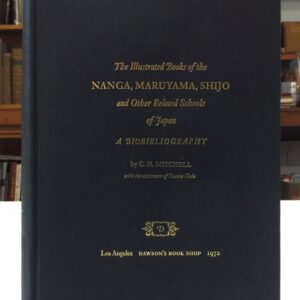 The Illustrated Books of the
NANGA, MARUYAMA, SHIJO
and Other Related Schools
of Japan
A BIOBIBLIOGRAPHY
by C. H. MITCHELL
with the assistance of Osamu Ueda
D
Los Angeles DAWSON'S BOOK SHOP 1972